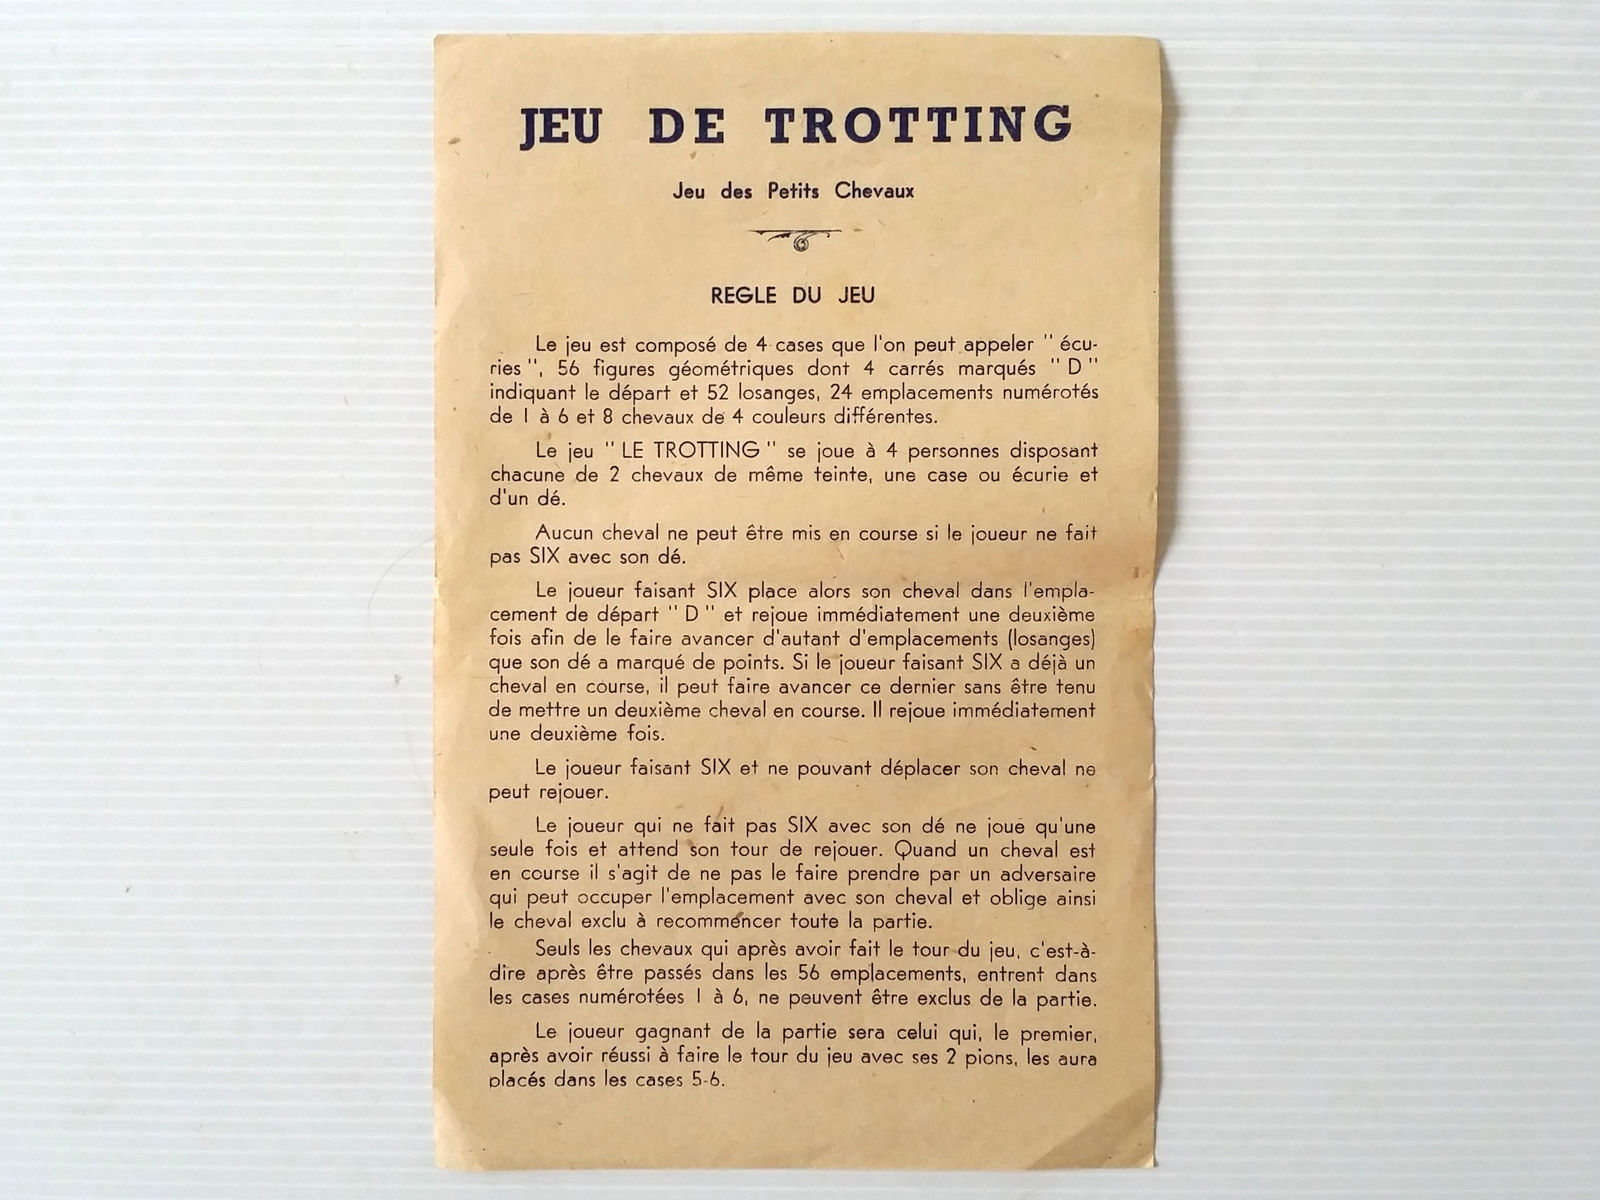 JEU DE TROTTING
Jeu des Petits Chevaux
REGLE DU JEU
Le jeu est composé de 4 cases que l'on peut appeler " écu-
ries ", 56 figures géométriques dont 4 carrés marqués " D "
indiquant le départ et 52 losanges, 24 emplacements numérotés
de 1 à 6 et 8 chevaux de 4 couleurs différentes.
Le jeu " LE TROTTING " se joue à 4 personnes disposant
chacune de 2 chevaux de même teinte, une case ou écurie et
d'un dé.
Aucun cheval ne peut être mis en course si le joueur ne fait
pas SIX avec son dé.
Le joueur faisant SIX place alors son cheval dans l'empla-
cement de départ " D " et rejoue immédiatement une deuxième
fois afin de le faire avancer d'autant d'emplacements (losanges)
que son dé a marqué de points. Si le joueur faisant SIX a déjà un
cheval en course, il peut faire avancer ce dernier sans être tenu
de mettre un deuxième cheval en course. Il rejoue immédiatement
une deuxième fois.
Le joueur faisant SIX et ne pouvant déplacer son cheval ne
peut rejouer.
Le joueur qui ne fait pas SIX avec son dé ne joue qu'une
seule fois et attend son tour de rejouer. Quand un cheval est
en course il s'agit de ne pas le faire prendre par un adversaire
qui peut occuper l'emplacement avec son cheval et oblige ainsi
le cheval exclu à recommencer toute la partie.
Seuls les chevaux qui après avoir fait le tour du jeu, c'est-à-
dire après être passés dans les 56 emplacements, entrent dans
les cases numérotées 1 à 6, ne peuvent être exclus de la partie.
Le joueur gagnant de la partie sera celui qui, le premier,
après avoir réussi à faire le tour du jeu avec ses 2 pions, les aura
placés dans les cases 5-6.